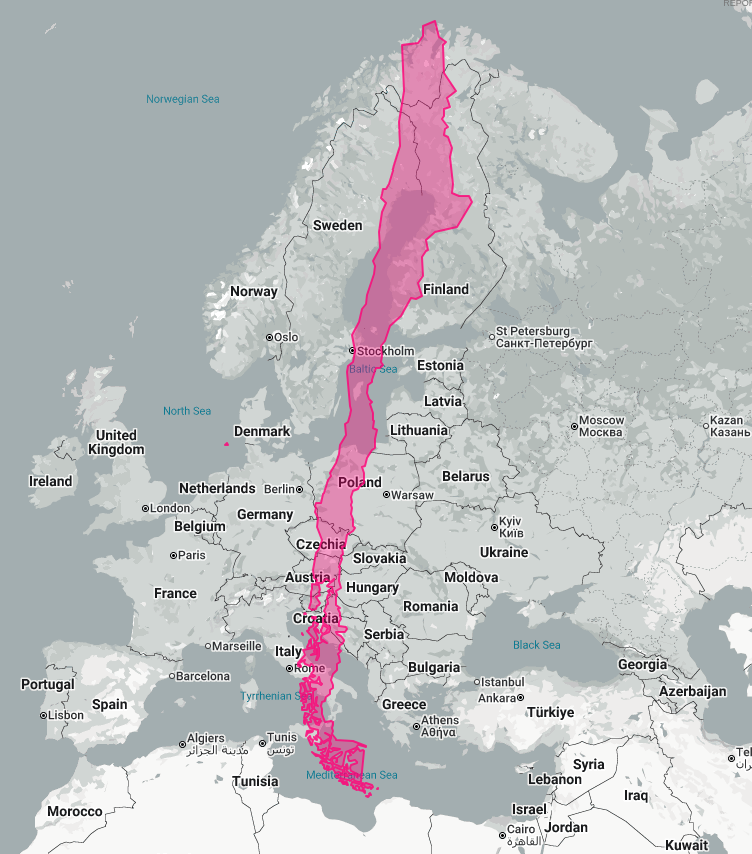 Norwegian Sea
Sweden
Norway
Finland
Oslo
St Petersburg
Санкт-Петербург
Stockholm
Baltic Sea
Estonia
Latvia
North Sea
Denmark
Lithuania
Moscow
Москва
Kazan
Казань
United
Kingdom
Ireland
Netherlands
Berlin
Poland
Warsaw
Belarus
London
Germany
Belgium
Kyiv
Київ
Paris
Czechia
Slovakia
Ukraine
Austria
Hungary
Moldova
France
Romania
Croatia
Serbia
Marseille
Italy
Black Sea
Rome
Bulgaria
Georgia
Barcelona
Portugal
Spain
Tyrrhenian S
Istanbul
Ankara
Azerbaijan
Greece
Türkiye
Lisbon
Athens
Αθήνα
Algiers
مدينة الجزائر
Tunis
تونس
Mediterranean Sea
Syria
Lebanon
Tunisia
Iraq
Morocco
Israel
Jordan
Cairo
القاهرة
Kuwait